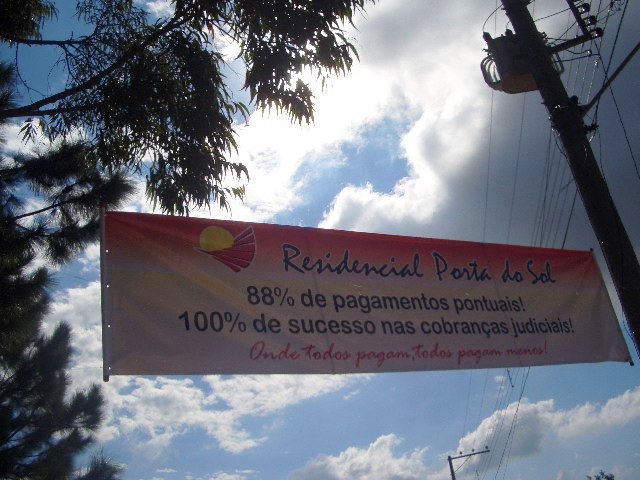 Residencial Porta do Sol
88% de pagamentos pontuais!
100% de sucesso nas cobranças judiciais!
Onde todos pagam, todos pagam menos!